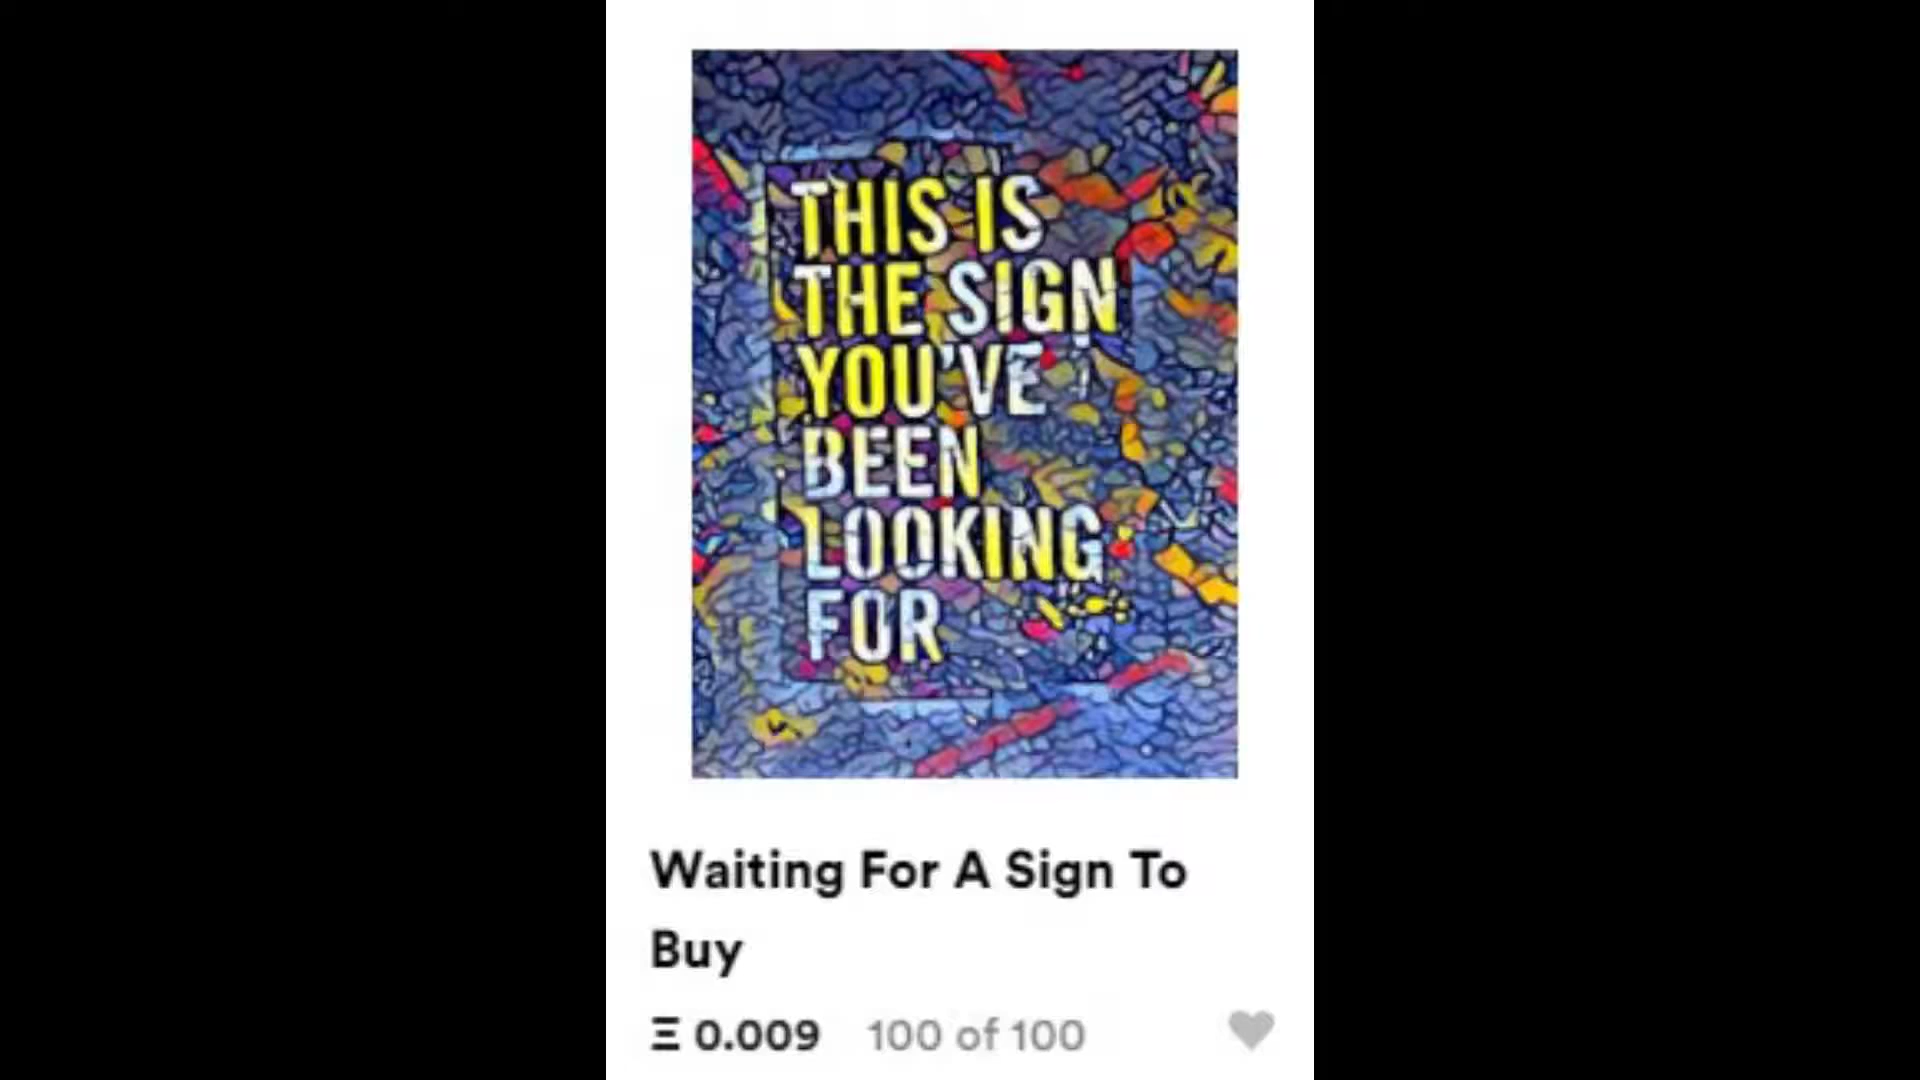 THIS IS
THE SIGN
YOU'VE
BEEN
LOOKING
FOR
Waiting For A Sign To
Buy
Ξ 0.009 100 of 100